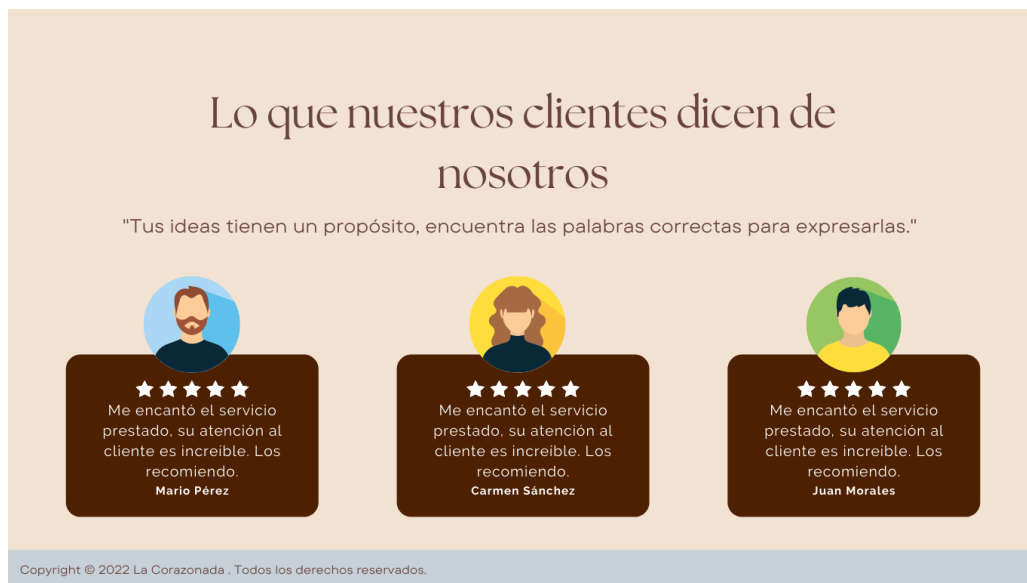 Lo que nuestros clientes dicen de
nosotros
"Tus ideas tienen un propósito, encuentra las palabras correctas para expresarlas."
Me encantó el servicio
prestado, su atención al
cliente es increíble. Los
recomiendo.
Mario Pérez
Me encantó el servicio
prestado, su atención al
cliente es increíble. Los
recomiendo.
Carmen Sánchez
Me encantó el servicio
prestado, su atención al
cliente es increíble. Los
recomiendo.
Juan Morales
Copyright © 2022 La Corazonada . Todos los derechos reservados.